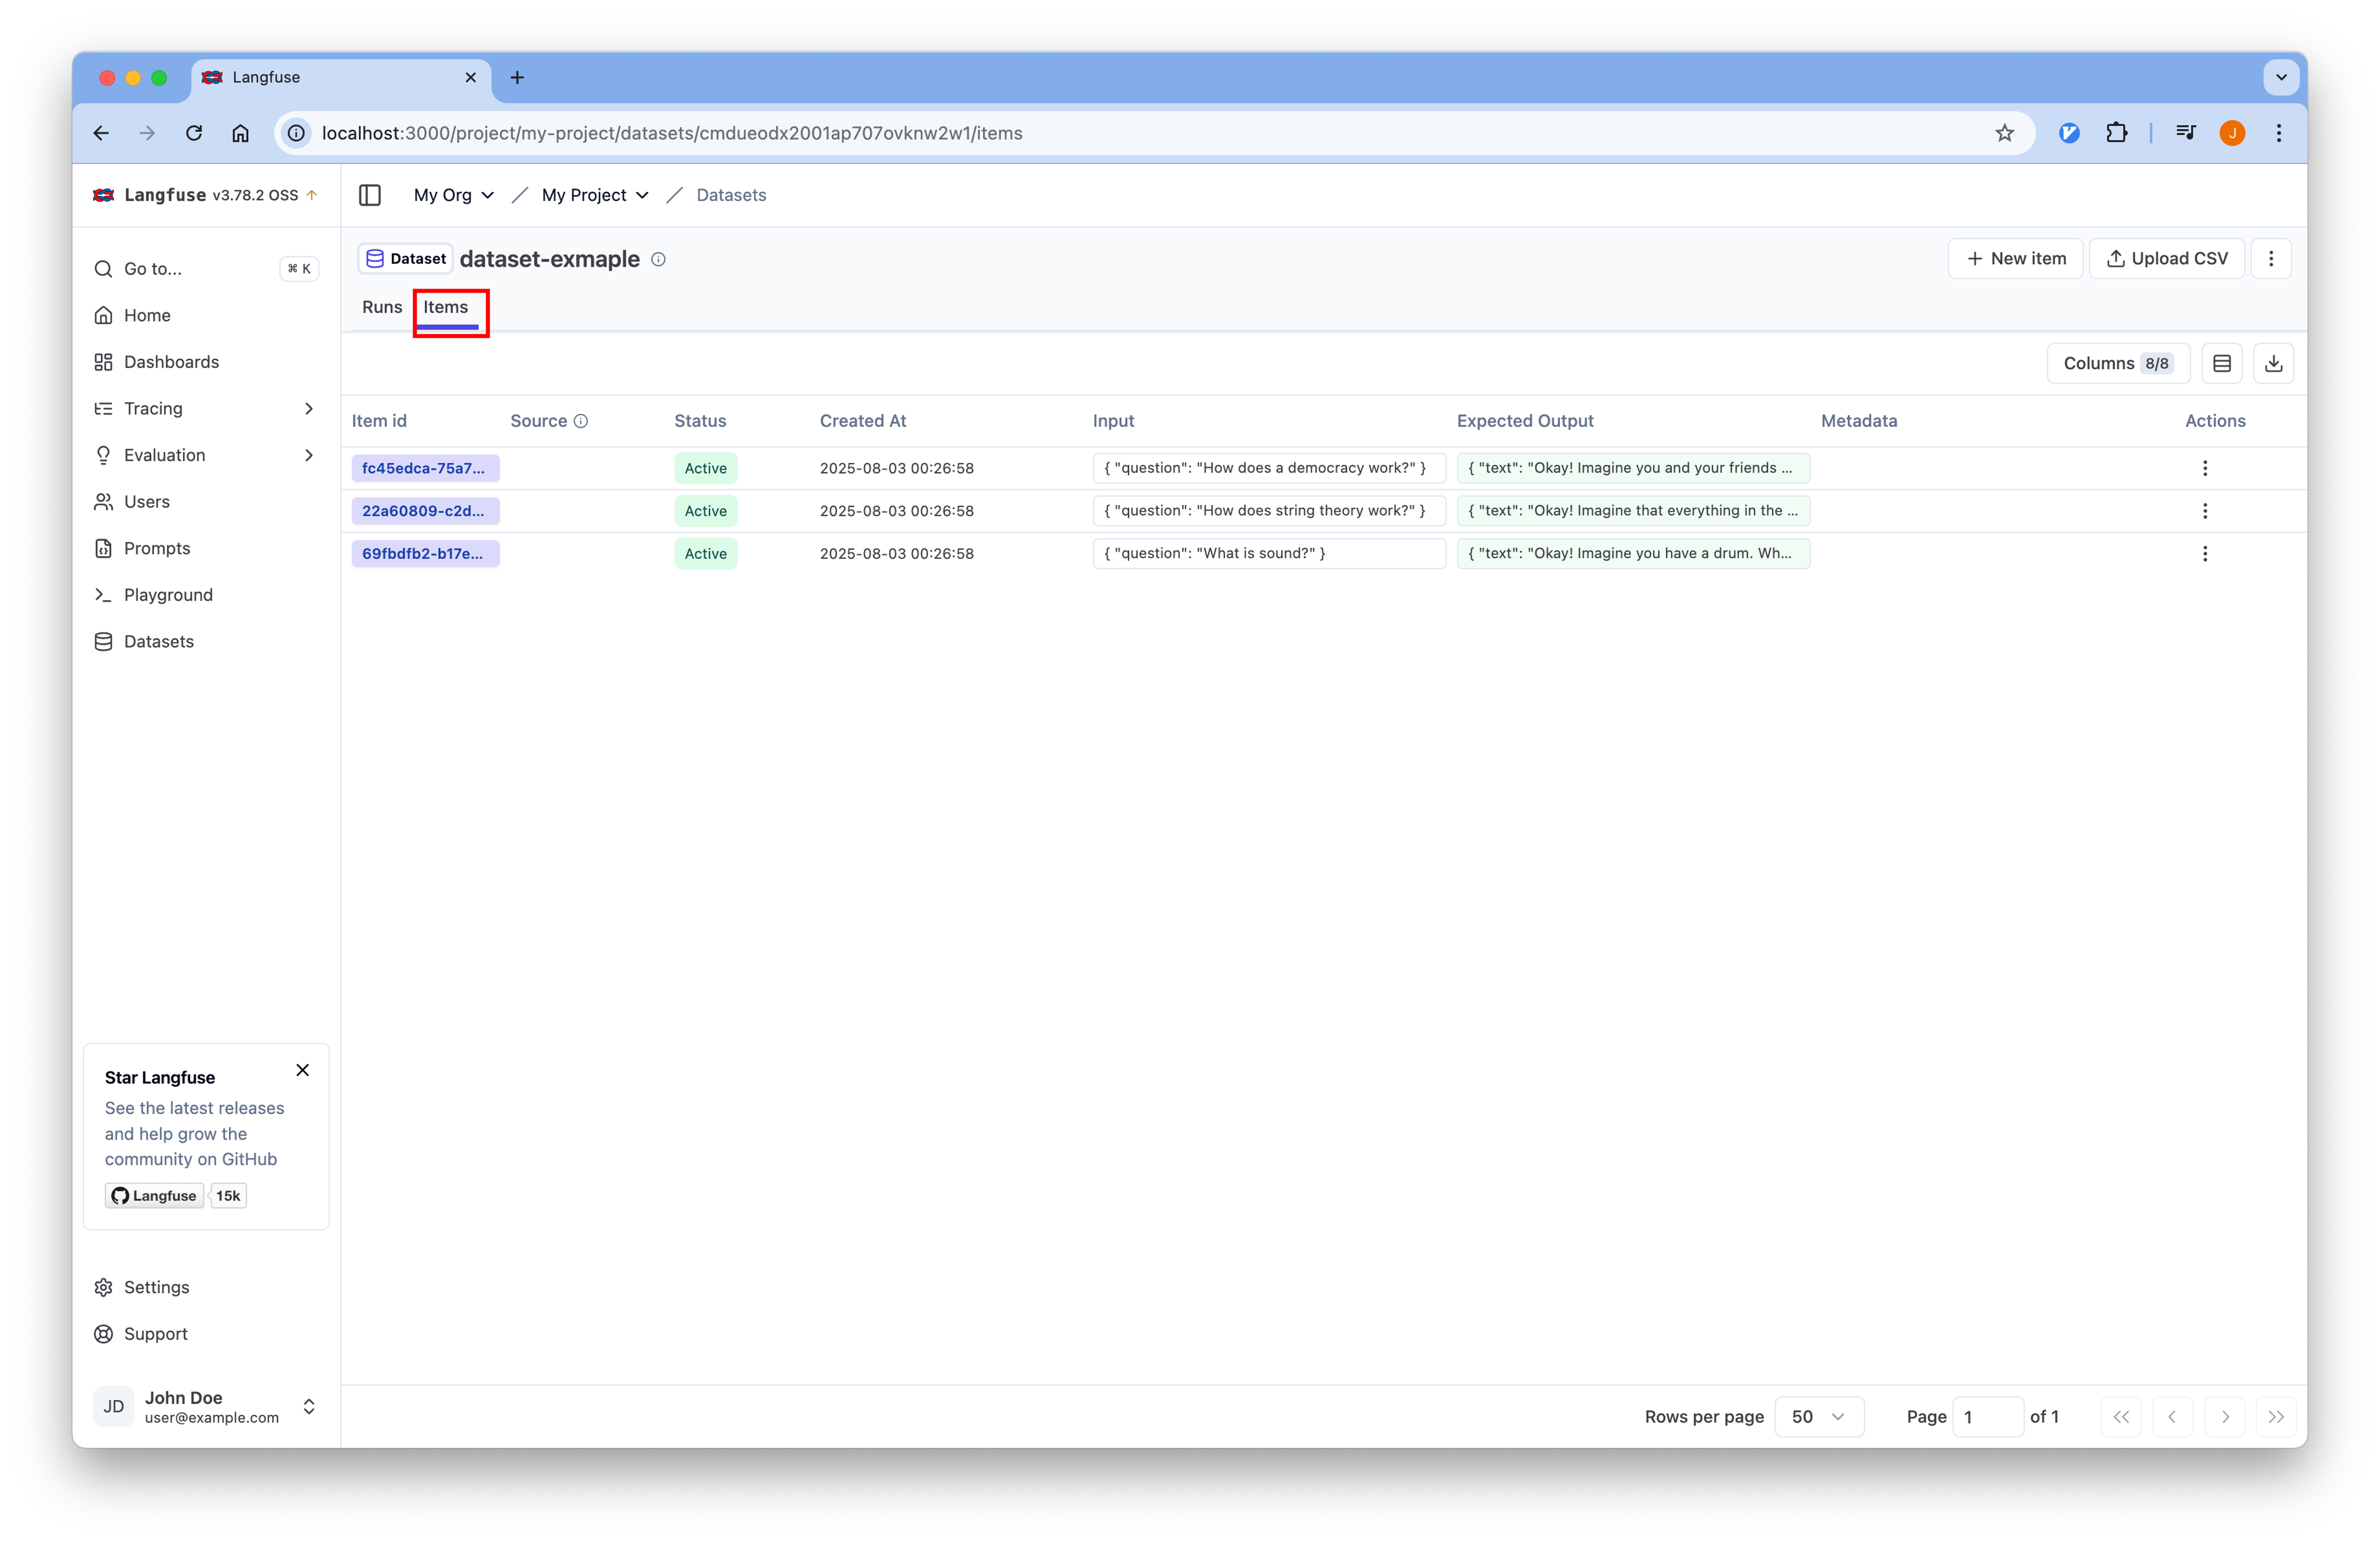 Langfuse
localhost:3000/project/my-project/datasets/cmdueodx2001ap707ovknw2w1/items
J
Langfuse v3.78.2 OSS
My Org / My Project / Datasets
Go to... ⌘ K
Home
Dashboards
Tracing
Evaluation
Users
Prompts
Playground
Datasets
Dataset dataset-exmaple
New item
Upload CSV
Runs Items
Columns 8/8
Item id Source Status Created At Input Expected Output Metadata Actions
fc45edca-75a7... Active 2025-08-03 00:26:58 { "question": "How does a democracy work?" } { "text": "Okay! Imagine you and your friends ...
22a60809-c2d... Active 2025-08-03 00:26:58 { "question": "How does string theory work?" } { "text": "Okay! Imagine that everything in the ...
69fbdfb2-b17e... Active 2025-08-03 00:26:58 { "question": "What is sound?" } { "text": "Okay! Imagine you have a drum. Wh...
Star Langfuse
See the latest releases
and help grow the
community on GitHub
Langfuse 15k
Settings
Support
JD
John Doe
user@example.com
Rows per page 50 Page 1 of 1